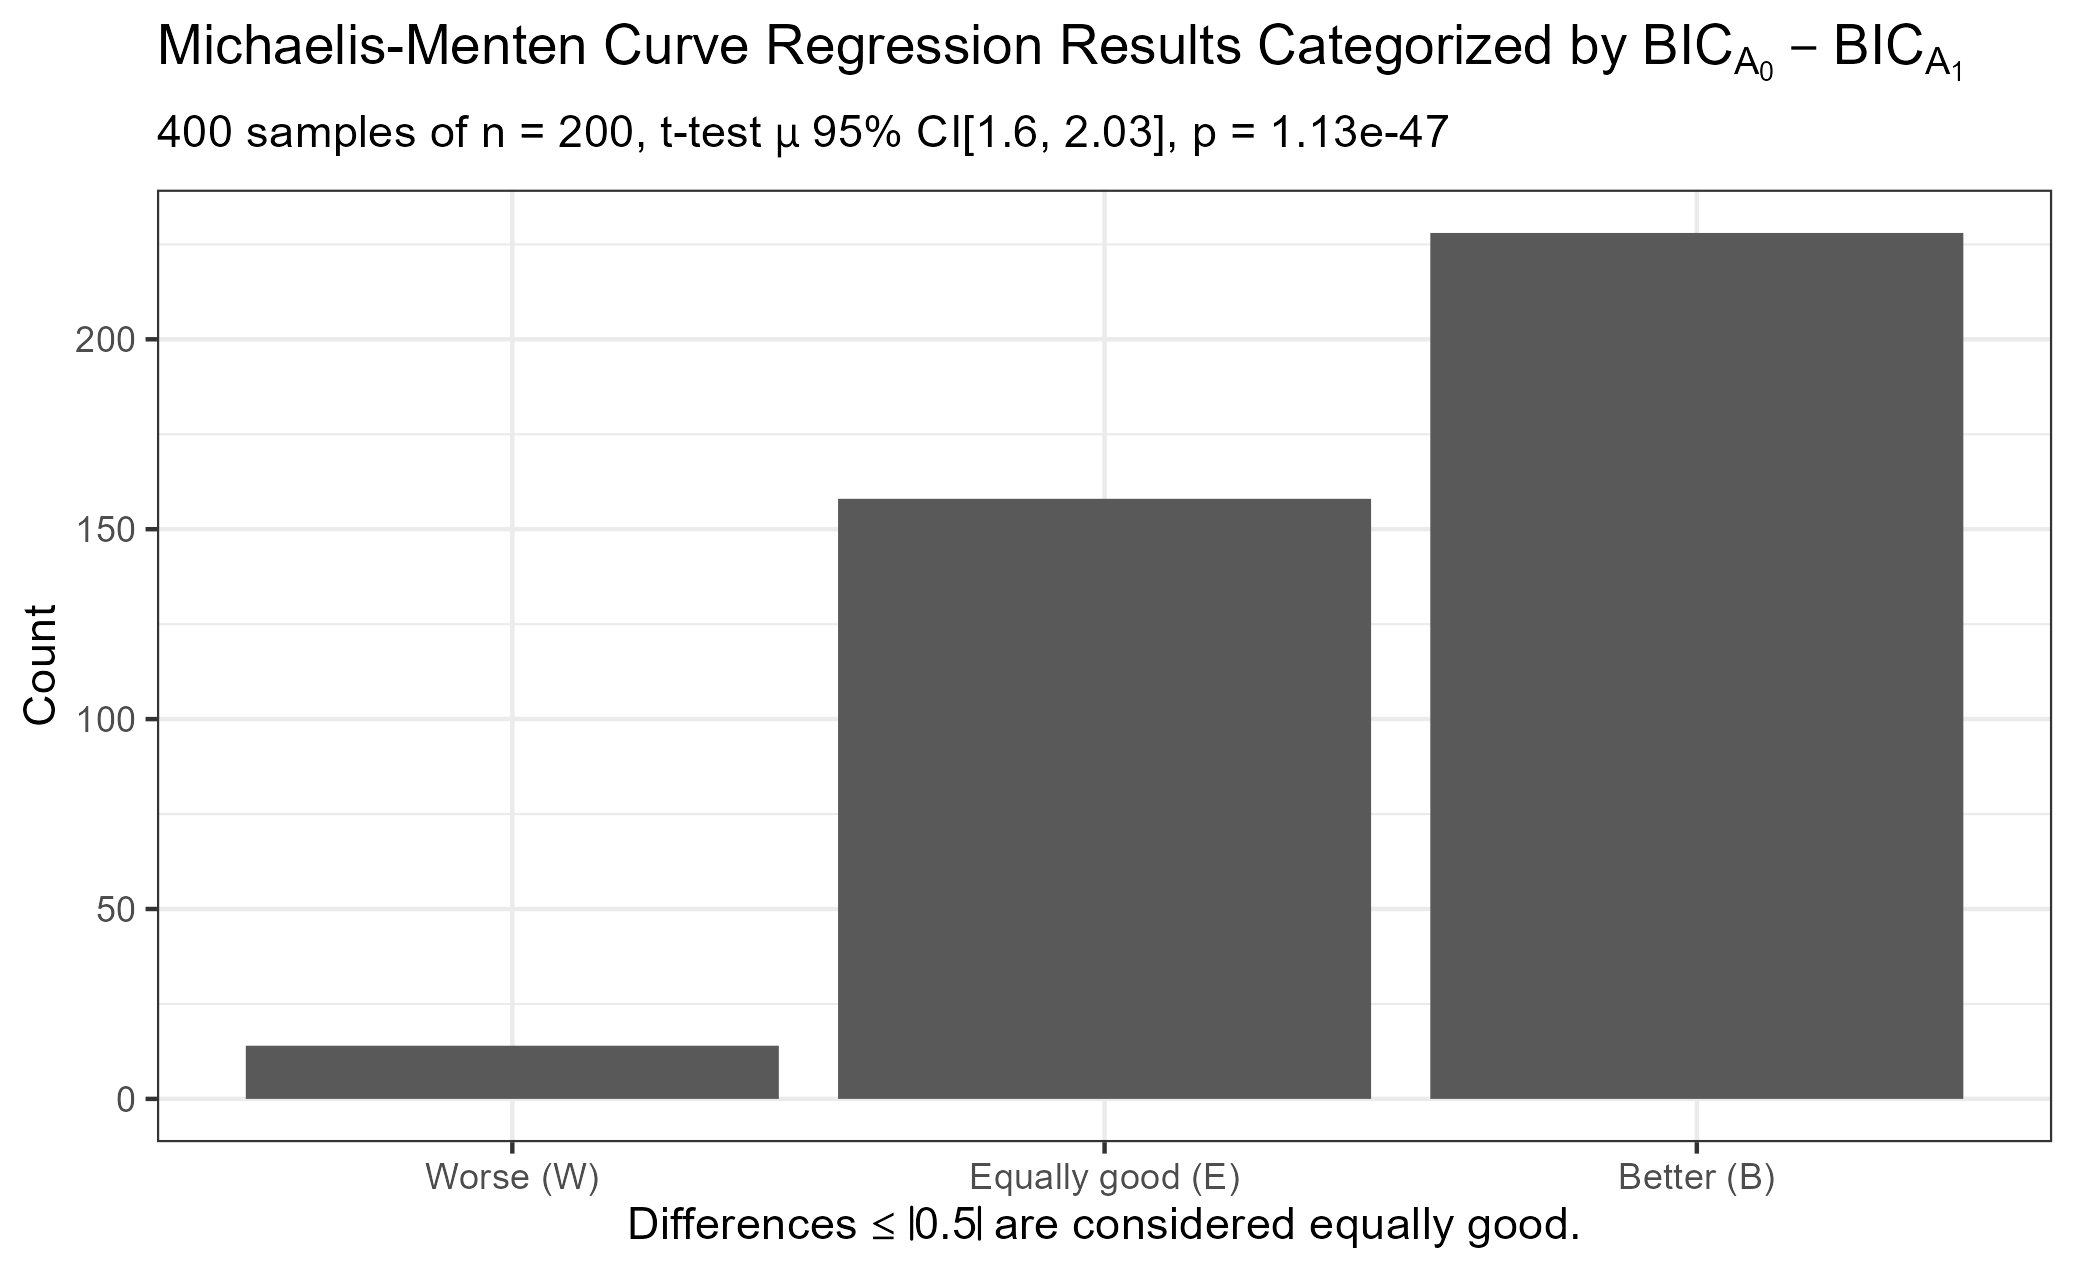 Michaelis-Menten Curve Regression Results Categorized by BIC_A₀ − BIC_A₁
400 samples of n = 200, t-test μ 95% CI[1.6, 2.03], p = 1.13e-47
Count
200
150
100
50
0
Worse (W) Equally good (E) Better (B)
Differences ≤ |0.5| are considered equally good.